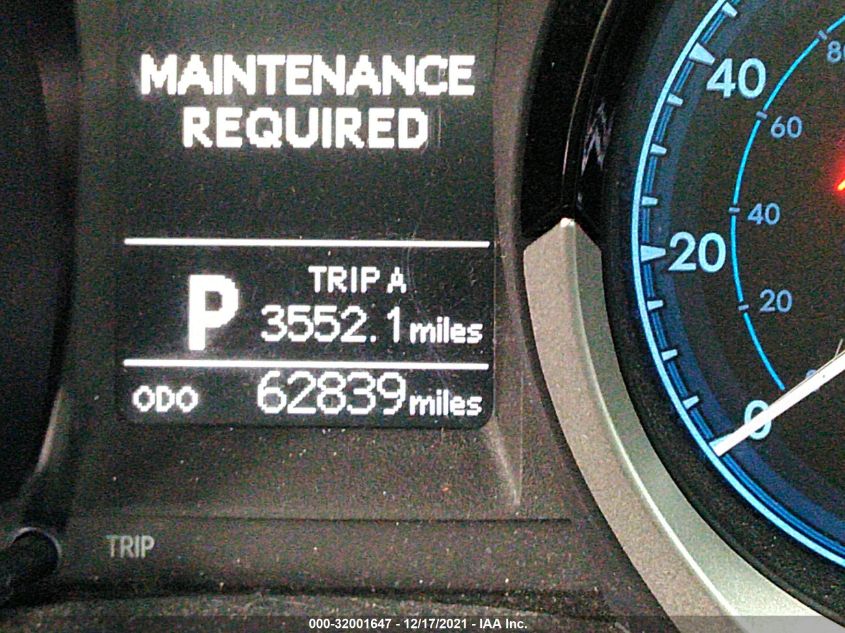 MAINTENANCE
REQUIRED
TRIP A
P 3552.1 miles
ODO 62839 miles
TRIP
80
40
60
40
20
20
0
000-32001647 - 12/17/2021 - IAA Inc.